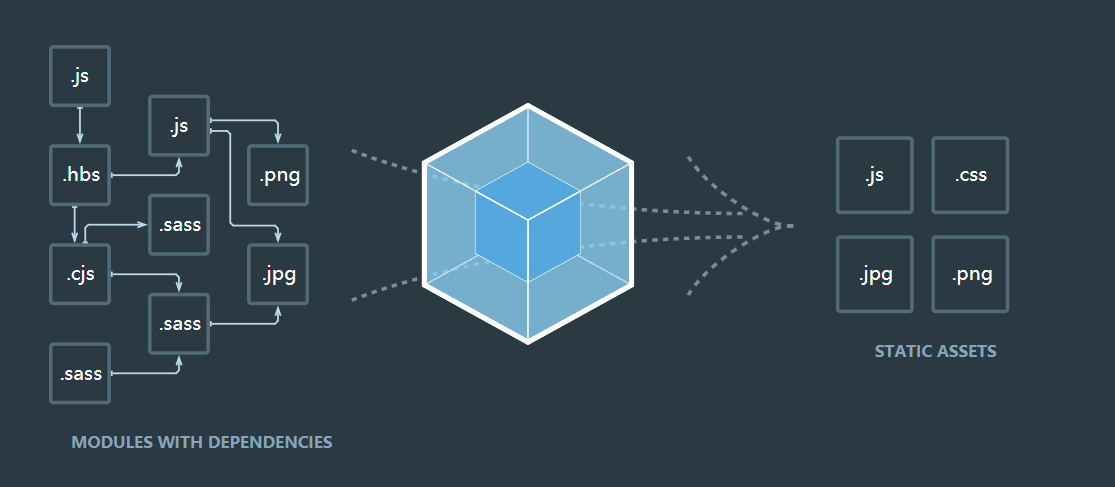 .js
.js
.hbs
.png
.sass
.cjs
.jpg
.sass
.sass
MODULES WITH DEPENDENCIES
.js
.css
.jpg
.png
STATIC ASSETS